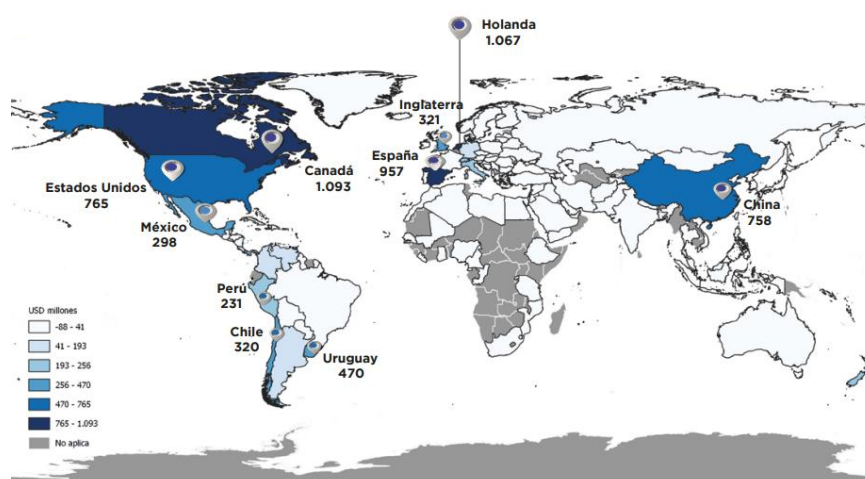 Holanda
1.067
Inglaterra
321
España
957
Canadá
1.093
Estados Unidos
765
México
298
China
758
Perú
231
Chile
320
Uruguay
470
USD millones
-88 - 41
41 - 193
193 - 256
256 - 470
470 - 765
765 - 1.093
No aplica